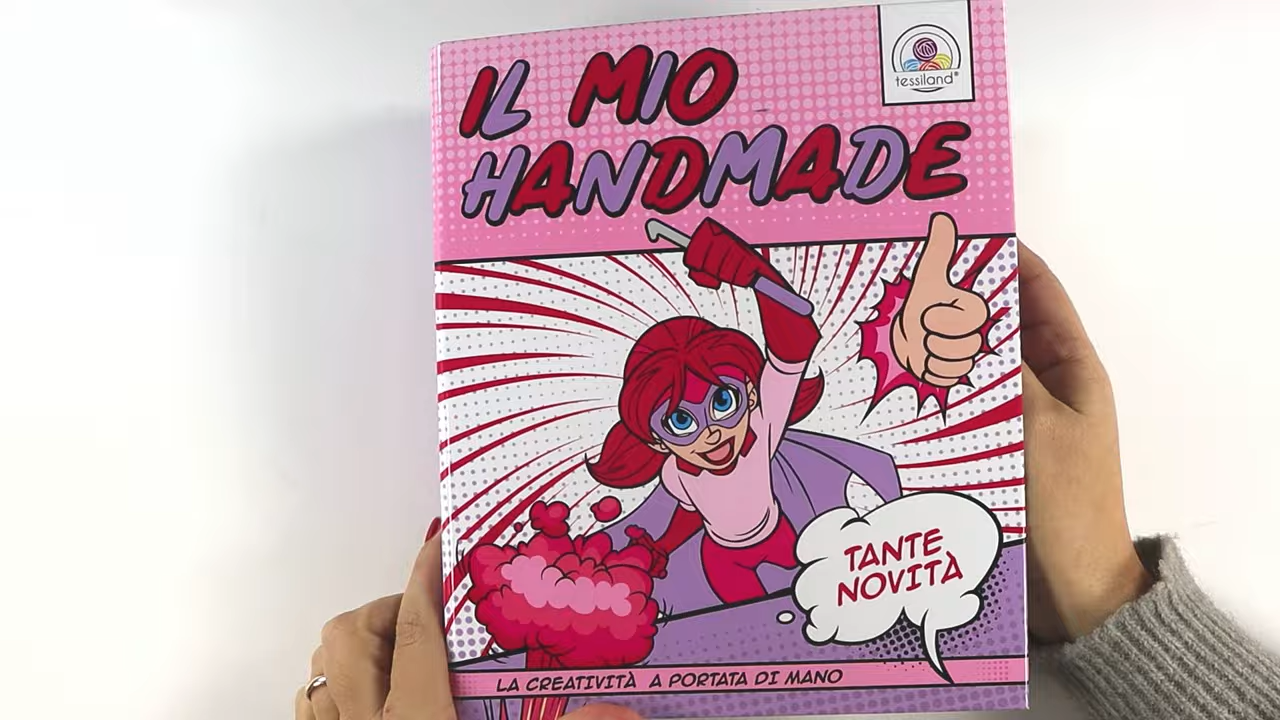 IL MIO
HANDMADE
tessiland®
TANTE
NOVITÀ
LA CREATIVITÀ A PORTATA DI MANO